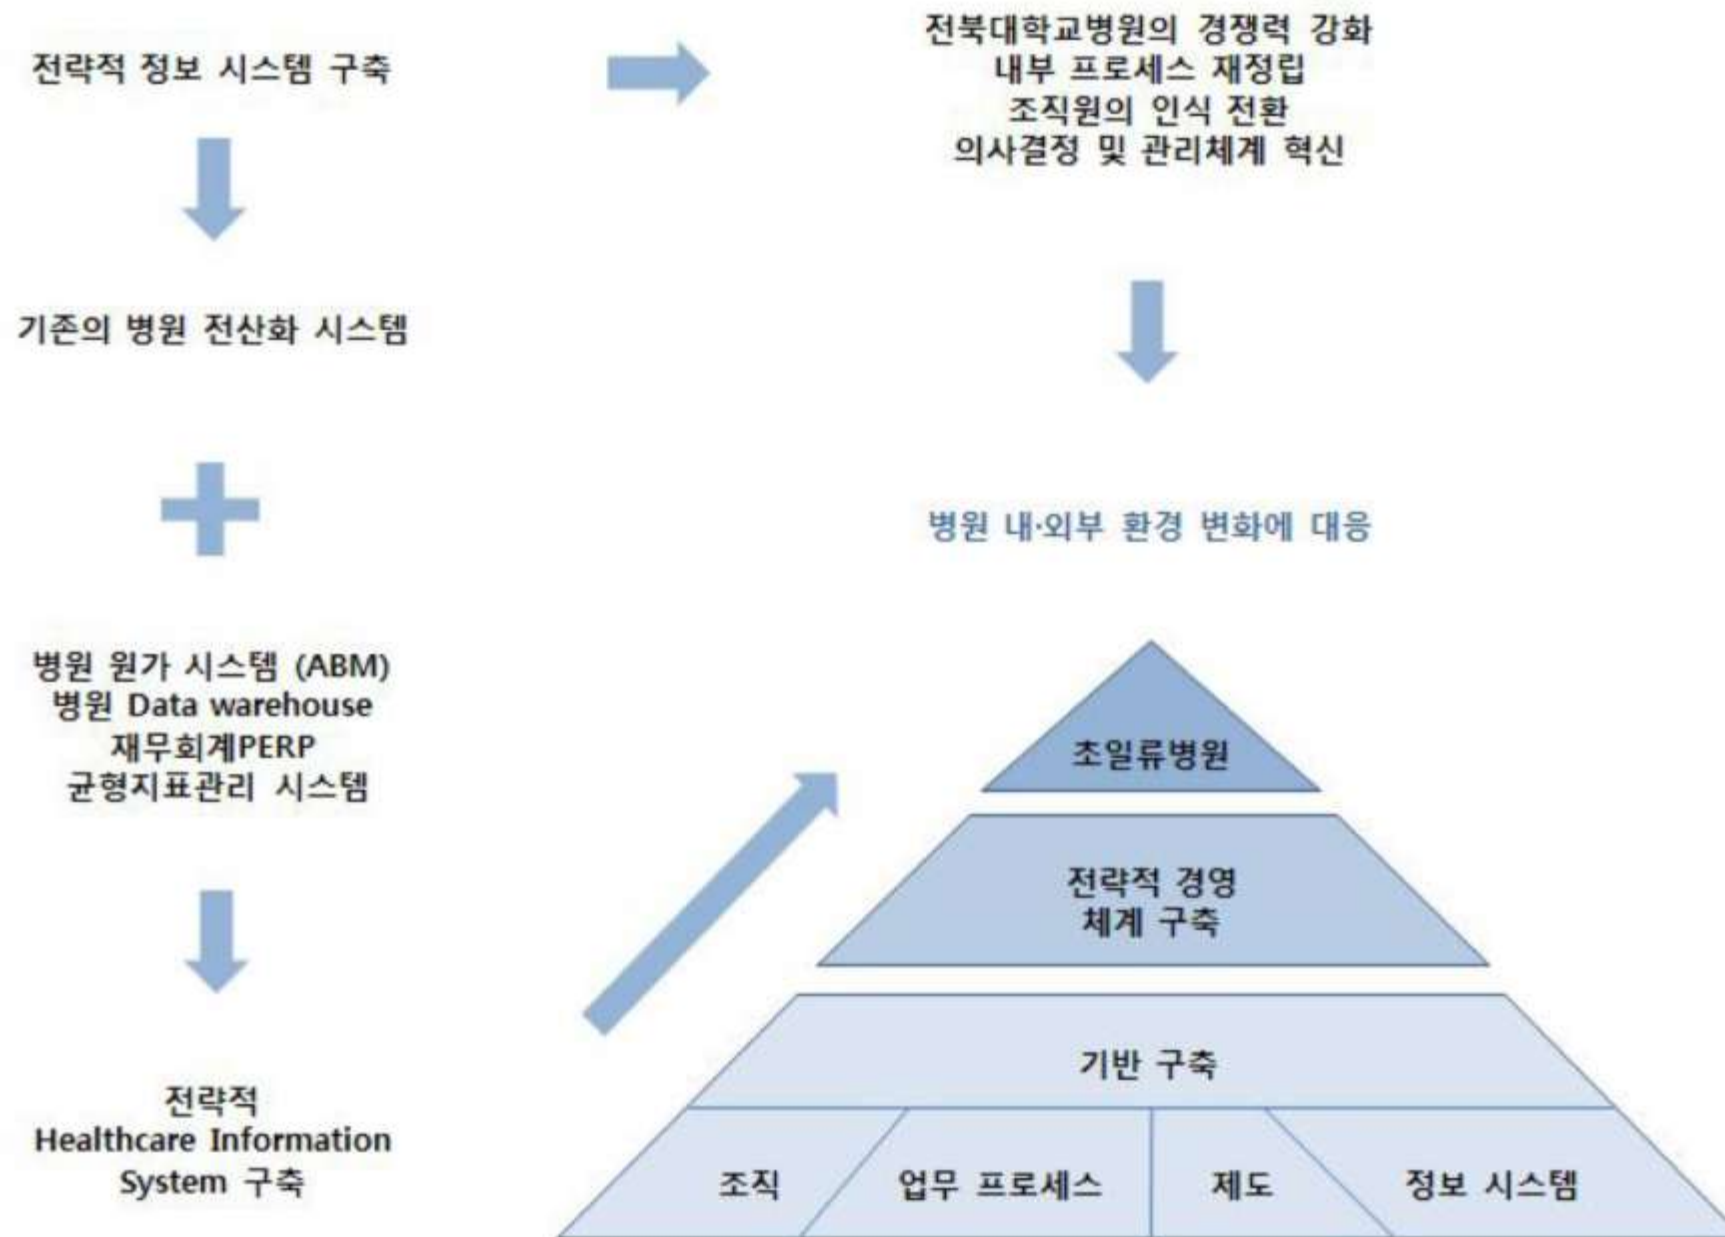 전략적 정보 시스템 구축
전북대학교병원의 경쟁력 강화
내부 프로세스 재정립
조직원의 인식 전환
의사결정 및 관리체계 혁신
기존의 병원 전산화 시스템
병원 내·외부 환경 변화에 대응
병원 원가 시스템 (ABM)
병원 Data warehouse
재무회계PERP
균형지표관리 시스템
전략적
Healthcare Information
System 구축
초일류병원
전략적 경영
체계 구축
기반 구축
조직
업무 프로세스
제도
정보 시스템